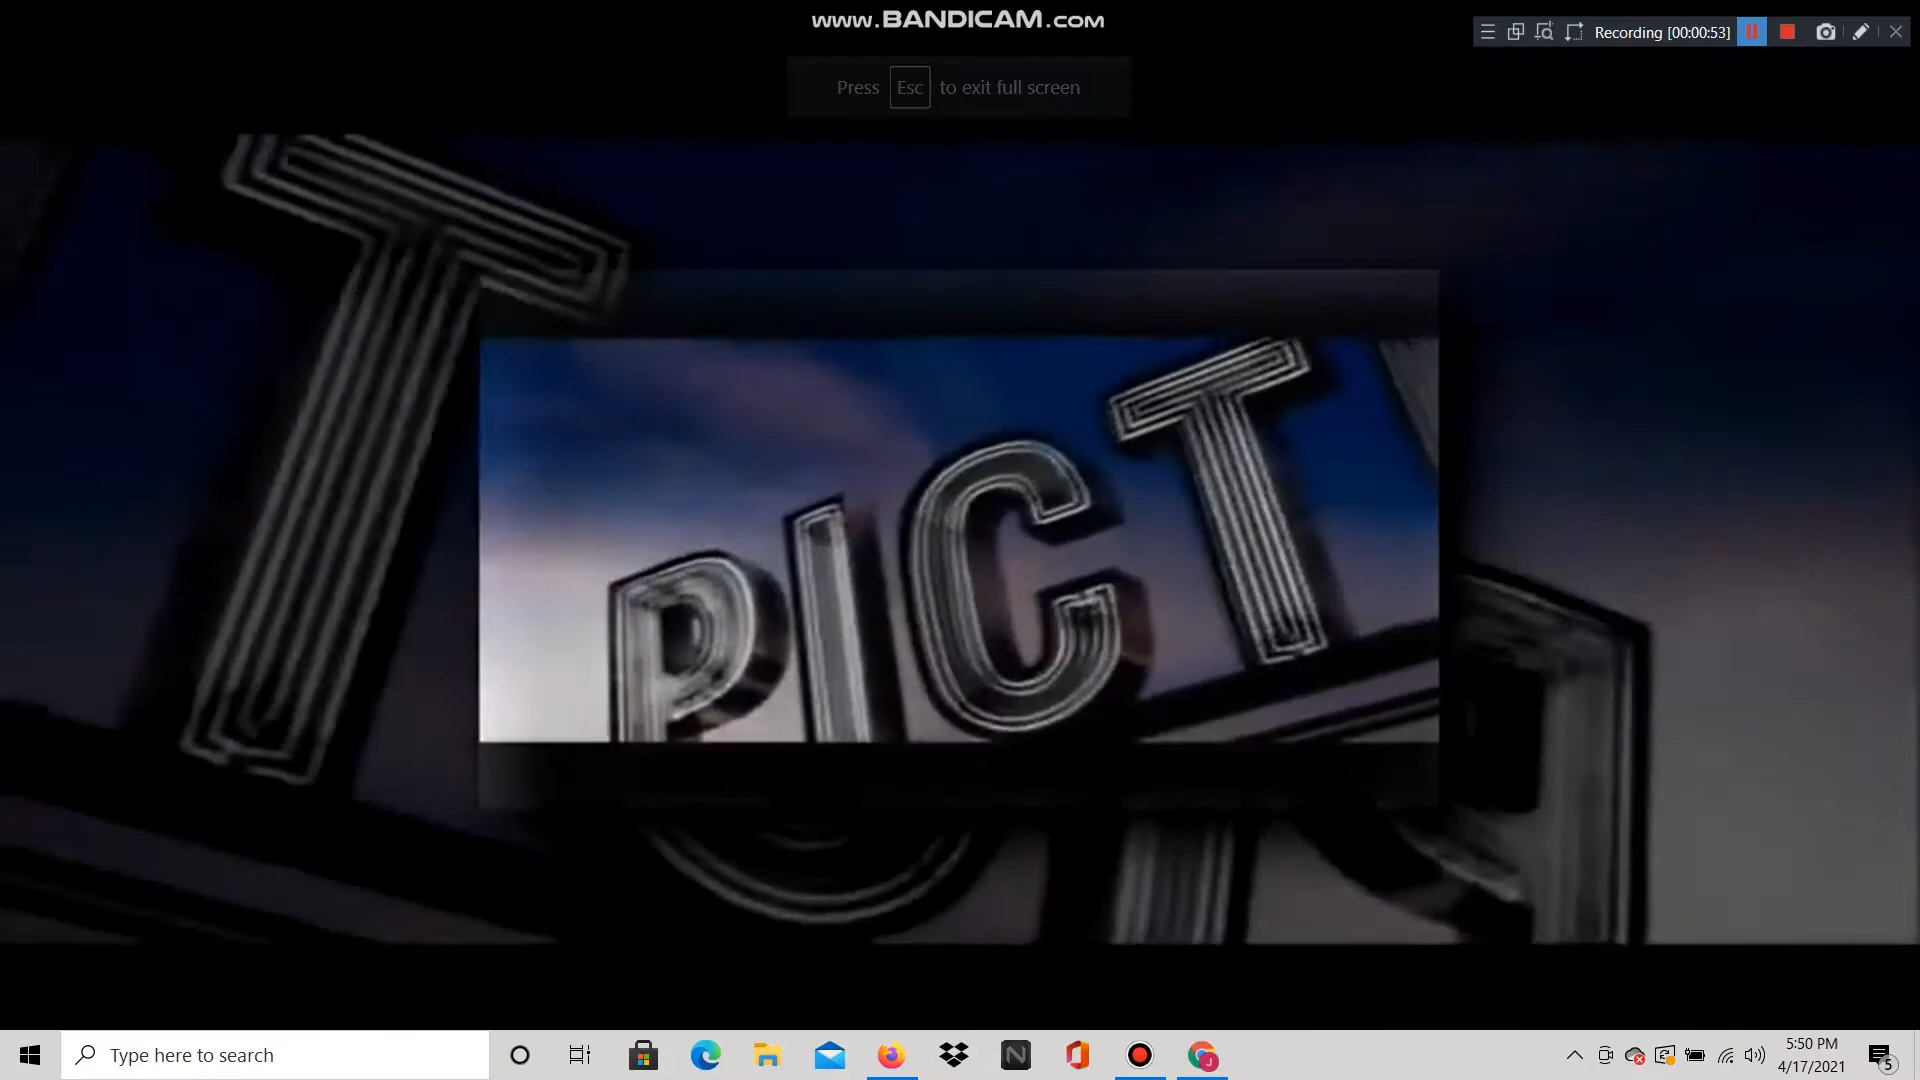 www.BANDICAM.com
Recording [00:00:53]
Press Esc to exit full screen
T
PICT
Type here to search
5:50 PM
4/17/2021
5